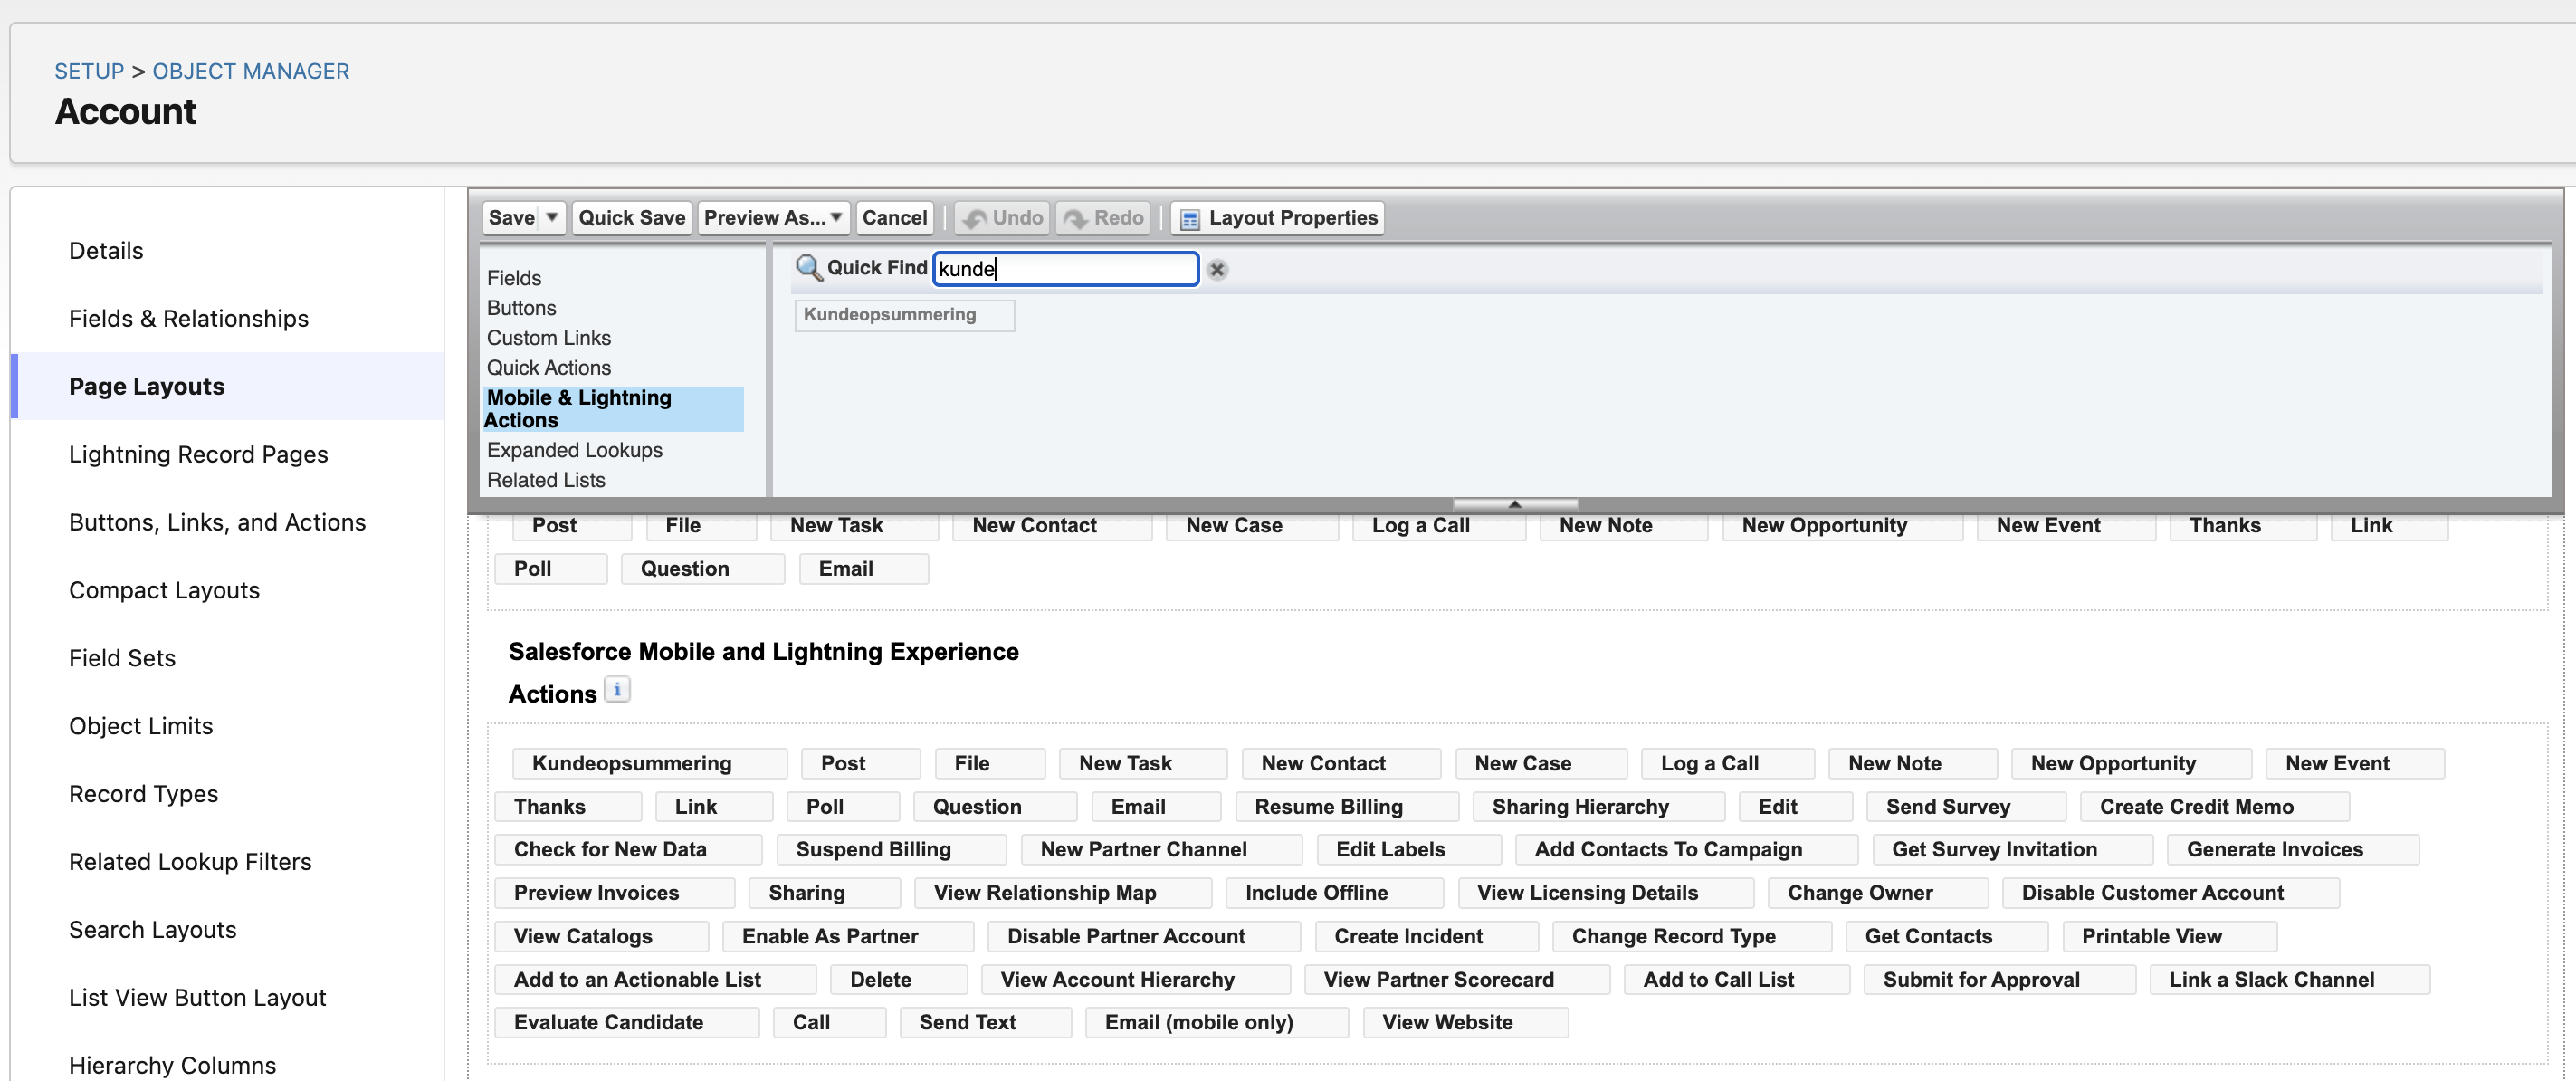 SETUP > OBJECT MANAGER
Account
Details
Fields & Relationships
Page Layouts
Lightning Record Pages
Buttons, Links, and Actions
Compact Layouts
Field Sets
Object Limits
Record Types
Related Lookup Filters
Search Layouts
List View Button Layout
Hierarchy Columns
Save Quick Save Preview As... Cancel Undo Redo Layout Properties
Fields
Buttons
Custom Links
Quick Actions
Mobile & Lightning
Actions
Expanded Lookups
Related Lists
Quick Find kunde
Kundeopsummering
Post File New Task New Contact New Case Log a Call New Note New Opportunity New Event Thanks Link
Poll Question Email
Salesforce Mobile and Lightning Experience
Actions i
Kundeopsummering Post File New Task New Contact New Case Log a Call New Note New Opportunity New Event
Thanks Link Poll Question Email Resume Billing Sharing Hierarchy Edit Send Survey Create Credit Memo
Check for New Data Suspend Billing New Partner Channel Edit Labels Add Contacts To Campaign Get Survey Invitation Generate Invoices
Preview Invoices Sharing View Relationship Map Include Offline View Licensing Details Change Owner Disable Customer Account
View Catalogs Enable As Partner Disable Partner Account Create Incident Change Record Type Get Contacts Printable View
Add to an Actionable List Delete View Account Hierarchy View Partner Scorecard Add to Call List Submit for Approval Link a Slack Channel
Evaluate Candidate Call Send Text Email (mobile only) View Website